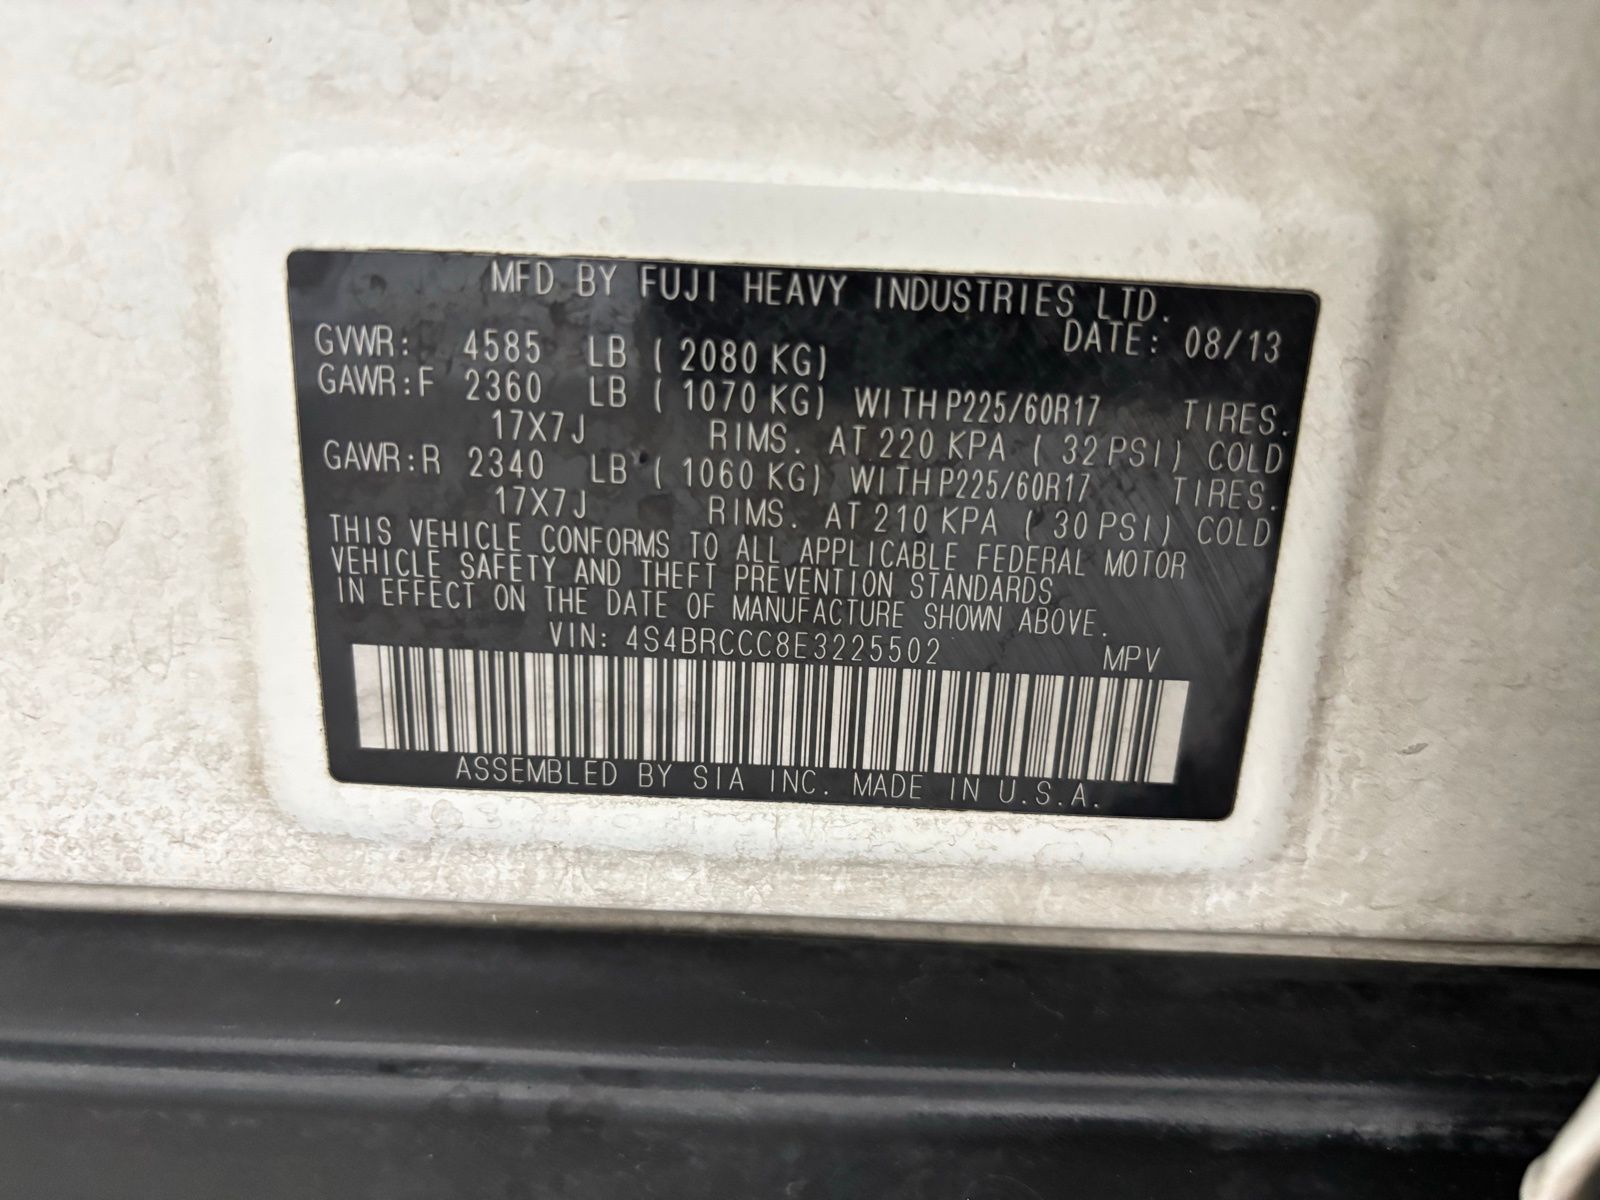 MFD BY FUJI HEAVY INDUSTRIES LTD.
DATE: 08/13
GVWR: 4585 LB ( 2080 KG)
GAWR:F 2360 LB ( 1070 KG) WITH P225/60R17 TIRES.
17X7J RIMS. AT 220 KPA ( 32 PSI) COLD
GAWR:R 2340 LB ( 1060 KG) WITH P225/60R17 TIRES.
17X7J RIMS. AT 210 KPA ( 30 PSI) COLD
THIS VEHICLE CONFORMS TO ALL APPLICABLE FEDERAL MOTOR
VEHICLE SAFETY AND THEFT PREVENTION STANDARDS
IN EFFECT ON THE DATE OF MANUFACTURE SHOWN ABOVE.
VIN: 4S4BRCCC8E3225502 MPV
ASSEMBLED BY SIA INC. MADE IN U.S.A.